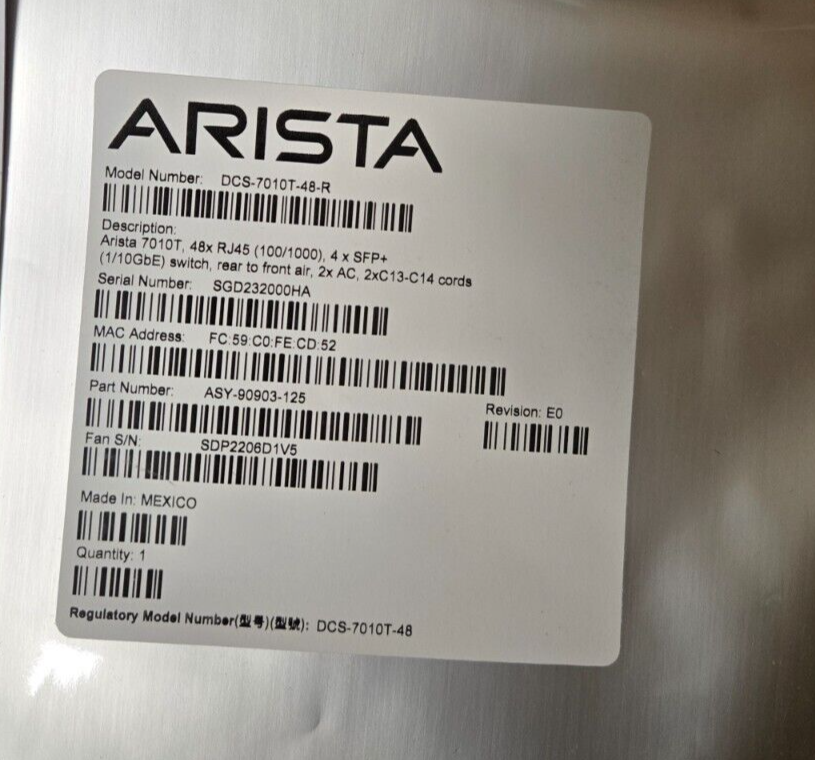 ARISTA
Model Number: DCS-7010T-48-R
Description:
Arista 7010T, 48x RJ45 (100/1000), 4 x SFP+
(1/10GbE) switch, rear to front air, 2x AC, 2xC13-C14 cords
Serial Number: SGD232000HA
MAC Address: FC:59:C0:FE:CD:52
Part Number: ASY-90903-125
Revision: E0
Fan S/N: SDP2206D1V5
Made In: MEXICO
Quantity: 1
Regulatory Model Number(型号)(型號): DCS-7010T-48